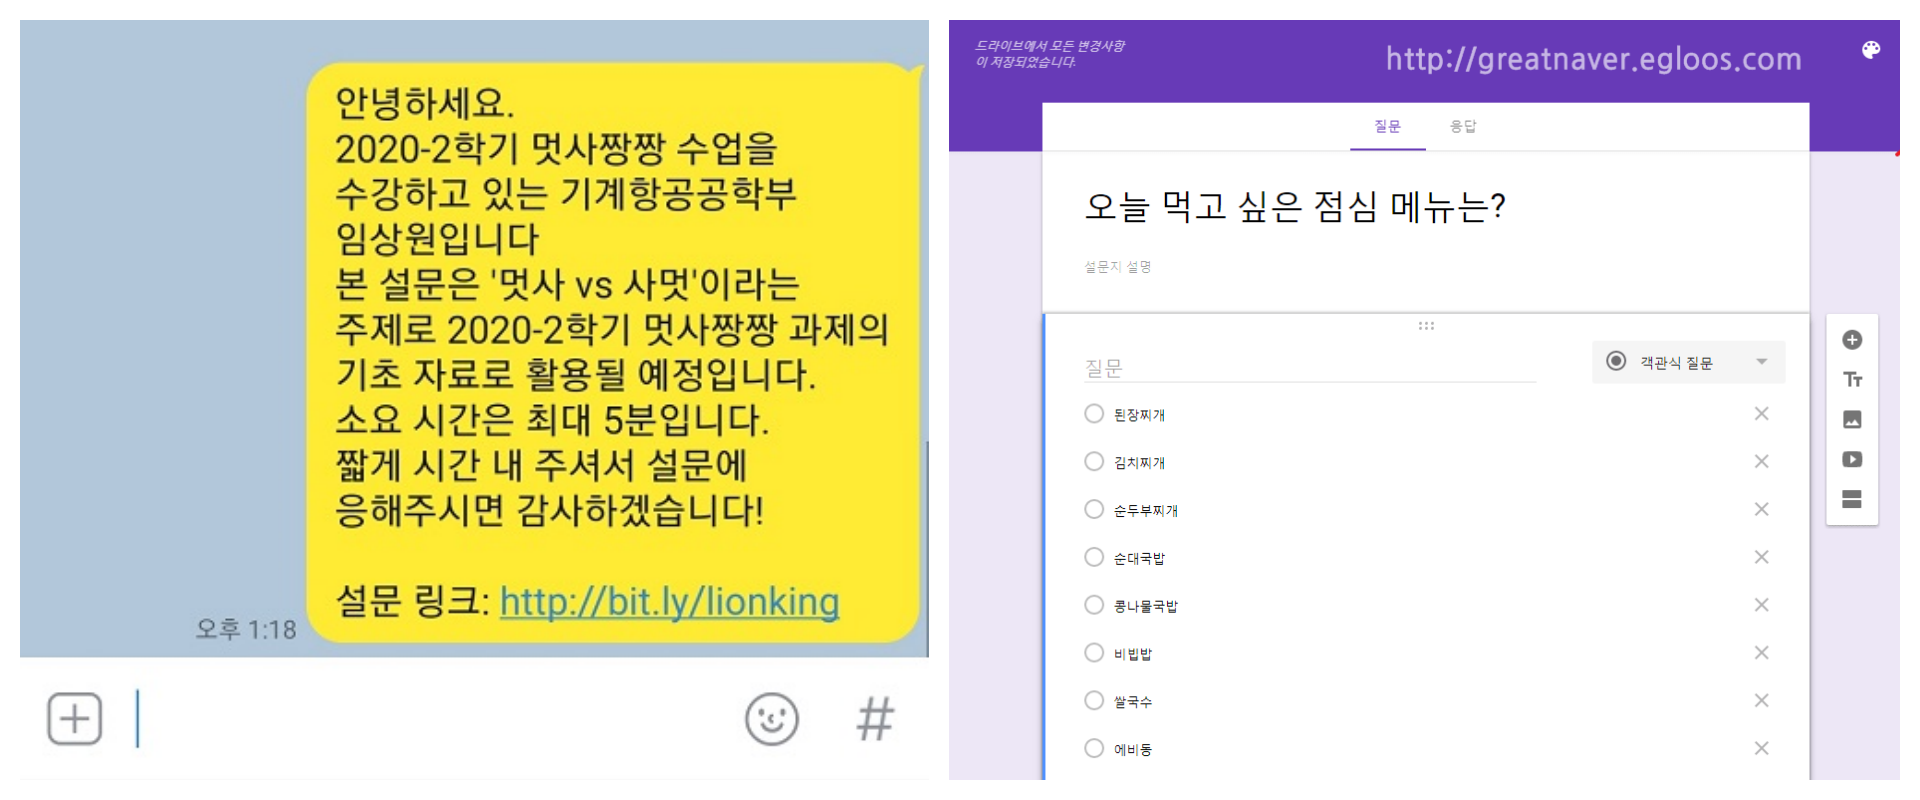 안녕하세요.
2020-2학기 멋사짱짱 수업을
수강하고 있는 기계항공공학부
임상원입니다
본 설문은 '멋사 vs 사멋'이라는
주제로 2020-2학기 멋사짱짱 과제의
기초 자료로 활용될 예정입니다.
소요 시간은 최대 5분입니다.
짧게 시간 내 주셔서 설문에
응해주시면 감사하겠습니다!
설문 링크: http://bit.ly/lionking
오후 1:18
#
드라이브에서 모든 변경사항
이 저장되었습니다.
http://greatnaver.egloos.com
질문 응답
오늘 먹고 싶은 점심 메뉴는?
설문지 설명
질문
객관식 질문
된장찌개
김치찌개
순두부찌개
순대국밥
콩나물국밥
비빕밥
쌀국수
에비동
Tт